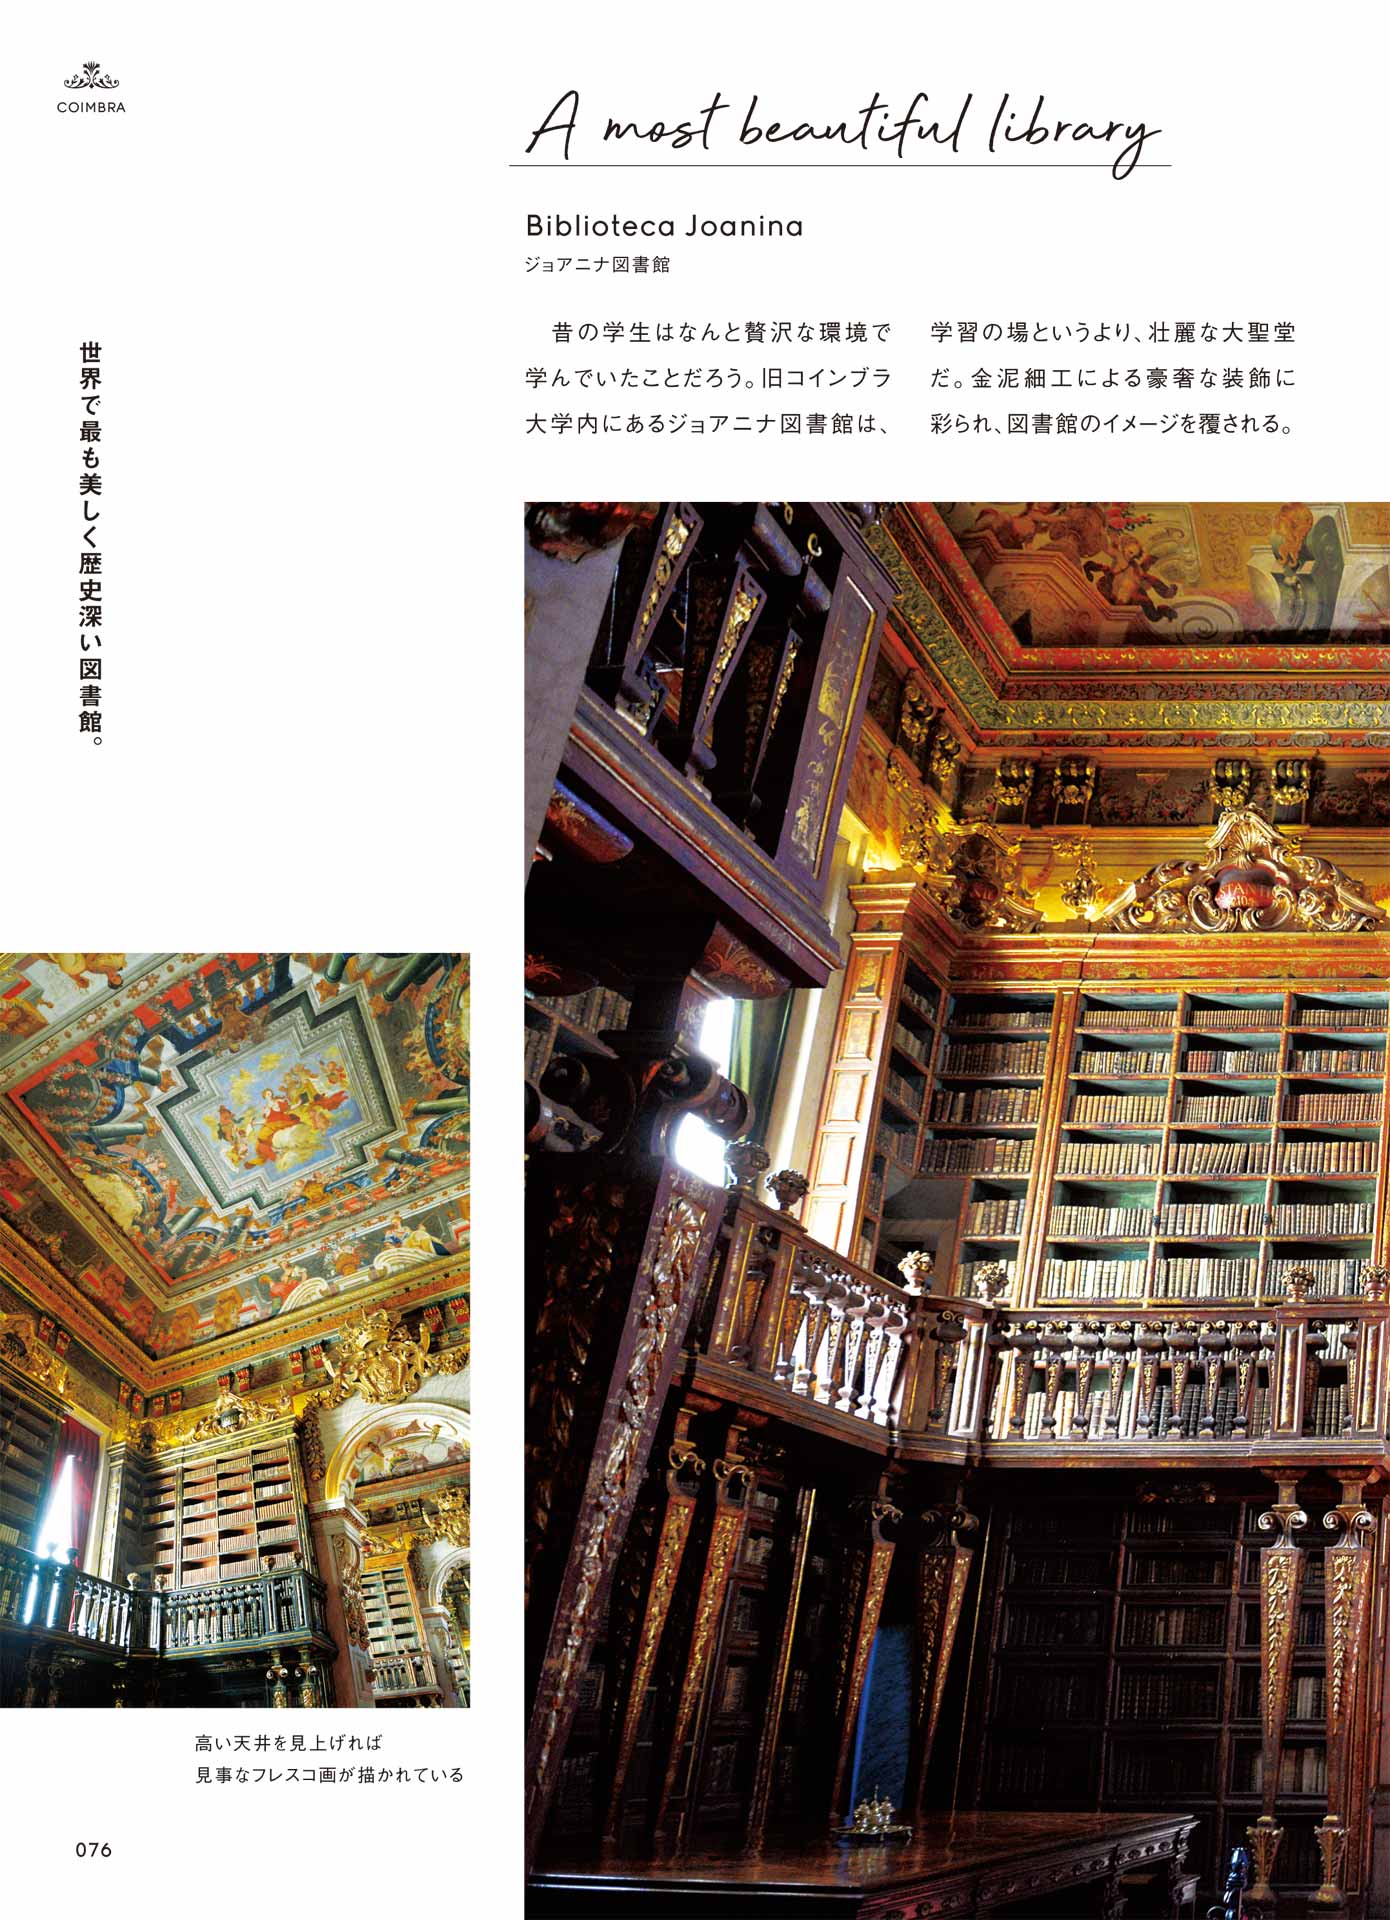 COIMBRA
A most beautiful library
Biblioteca Joanina
ジョアニナ図書館
昔の学生はなんと贅沢な環境で
学んでいたことだろう。旧コインブラ
大学内にあるジョアニナ図書館は、
学習の場というより、壮麗な大聖堂
だ。金泥細工による豪奢な装飾に
彩られ、図書館のイメージを覆される。
世界で最も美しく歴史深い図書館。
高い天井を見上げれば
見事なフレスコ画が描かれている
076